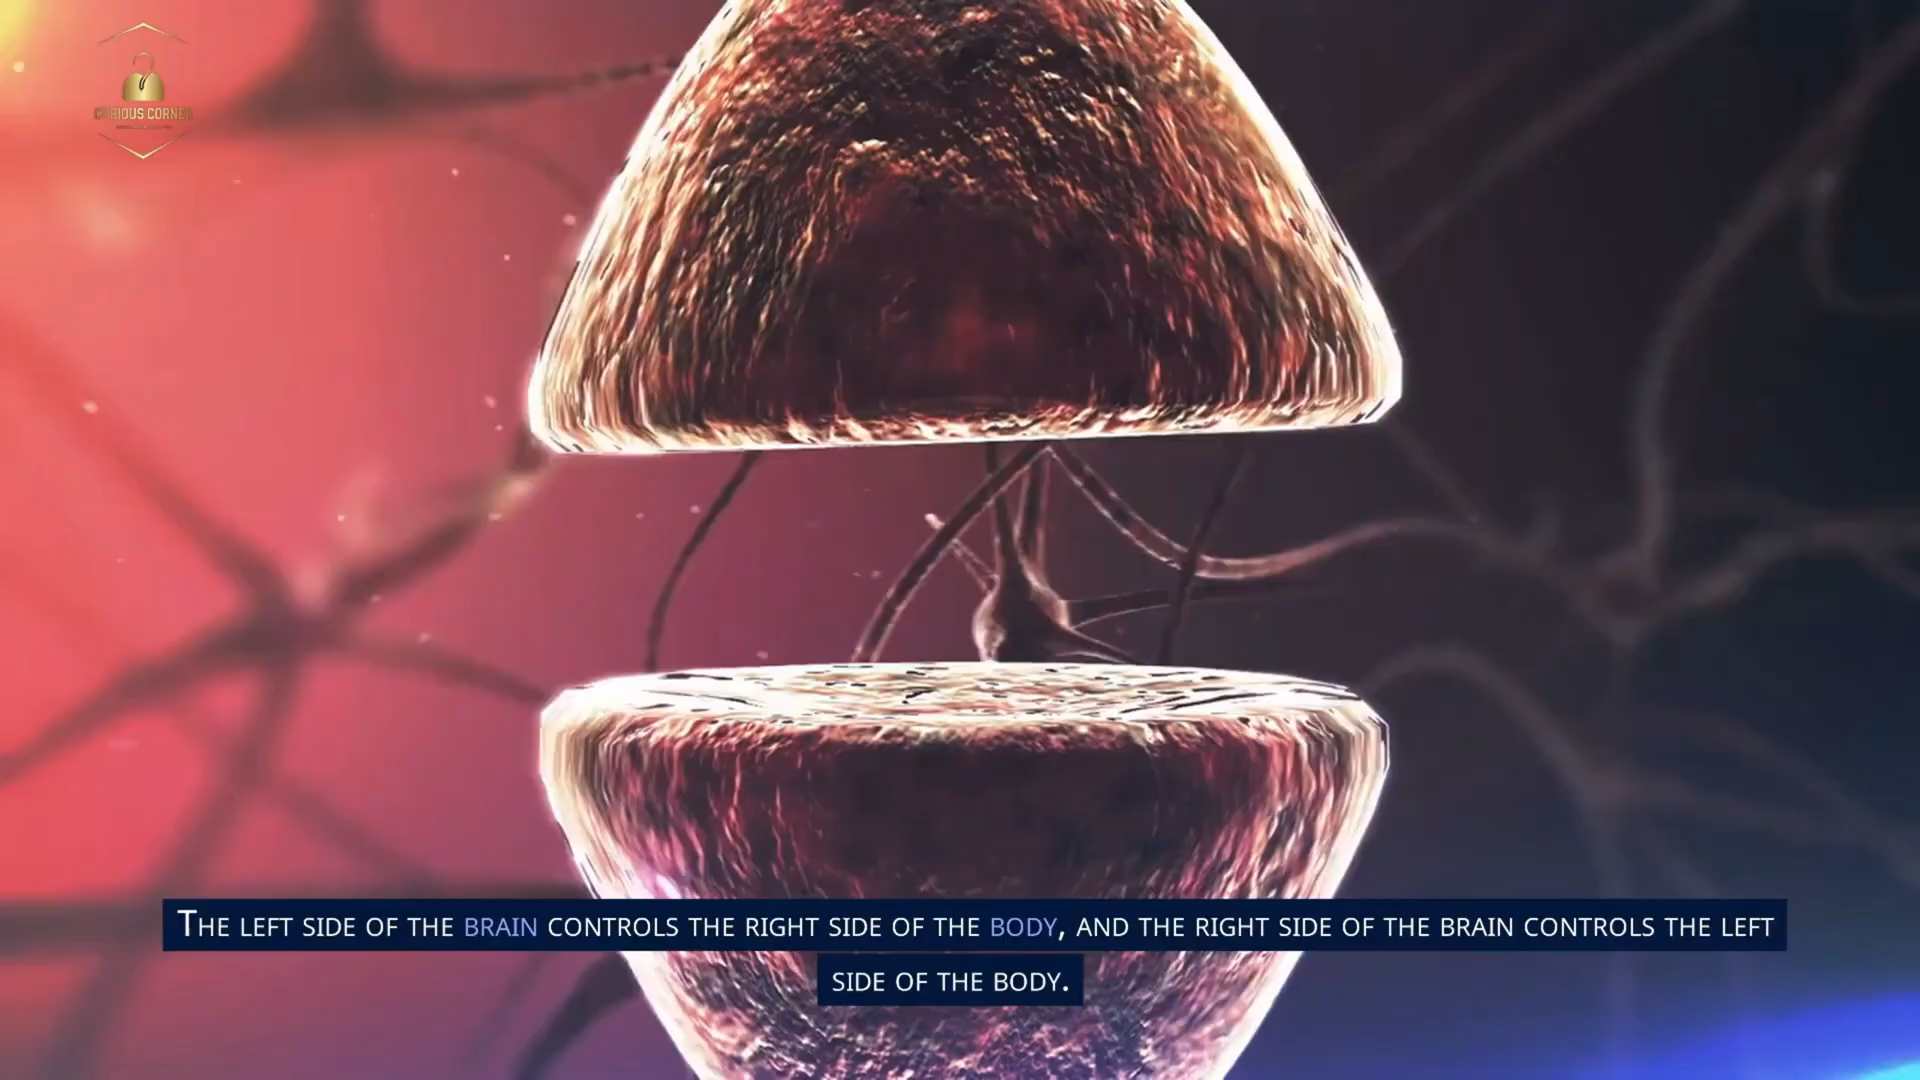 CURIOUS CORNER
THE LEFT SIDE OF THE BRAIN CONTROLS THE RIGHT SIDE OF THE BODY, AND THE RIGHT SIDE OF THE BRAIN CONTROLS THE LEFT
SIDE OF THE BODY.